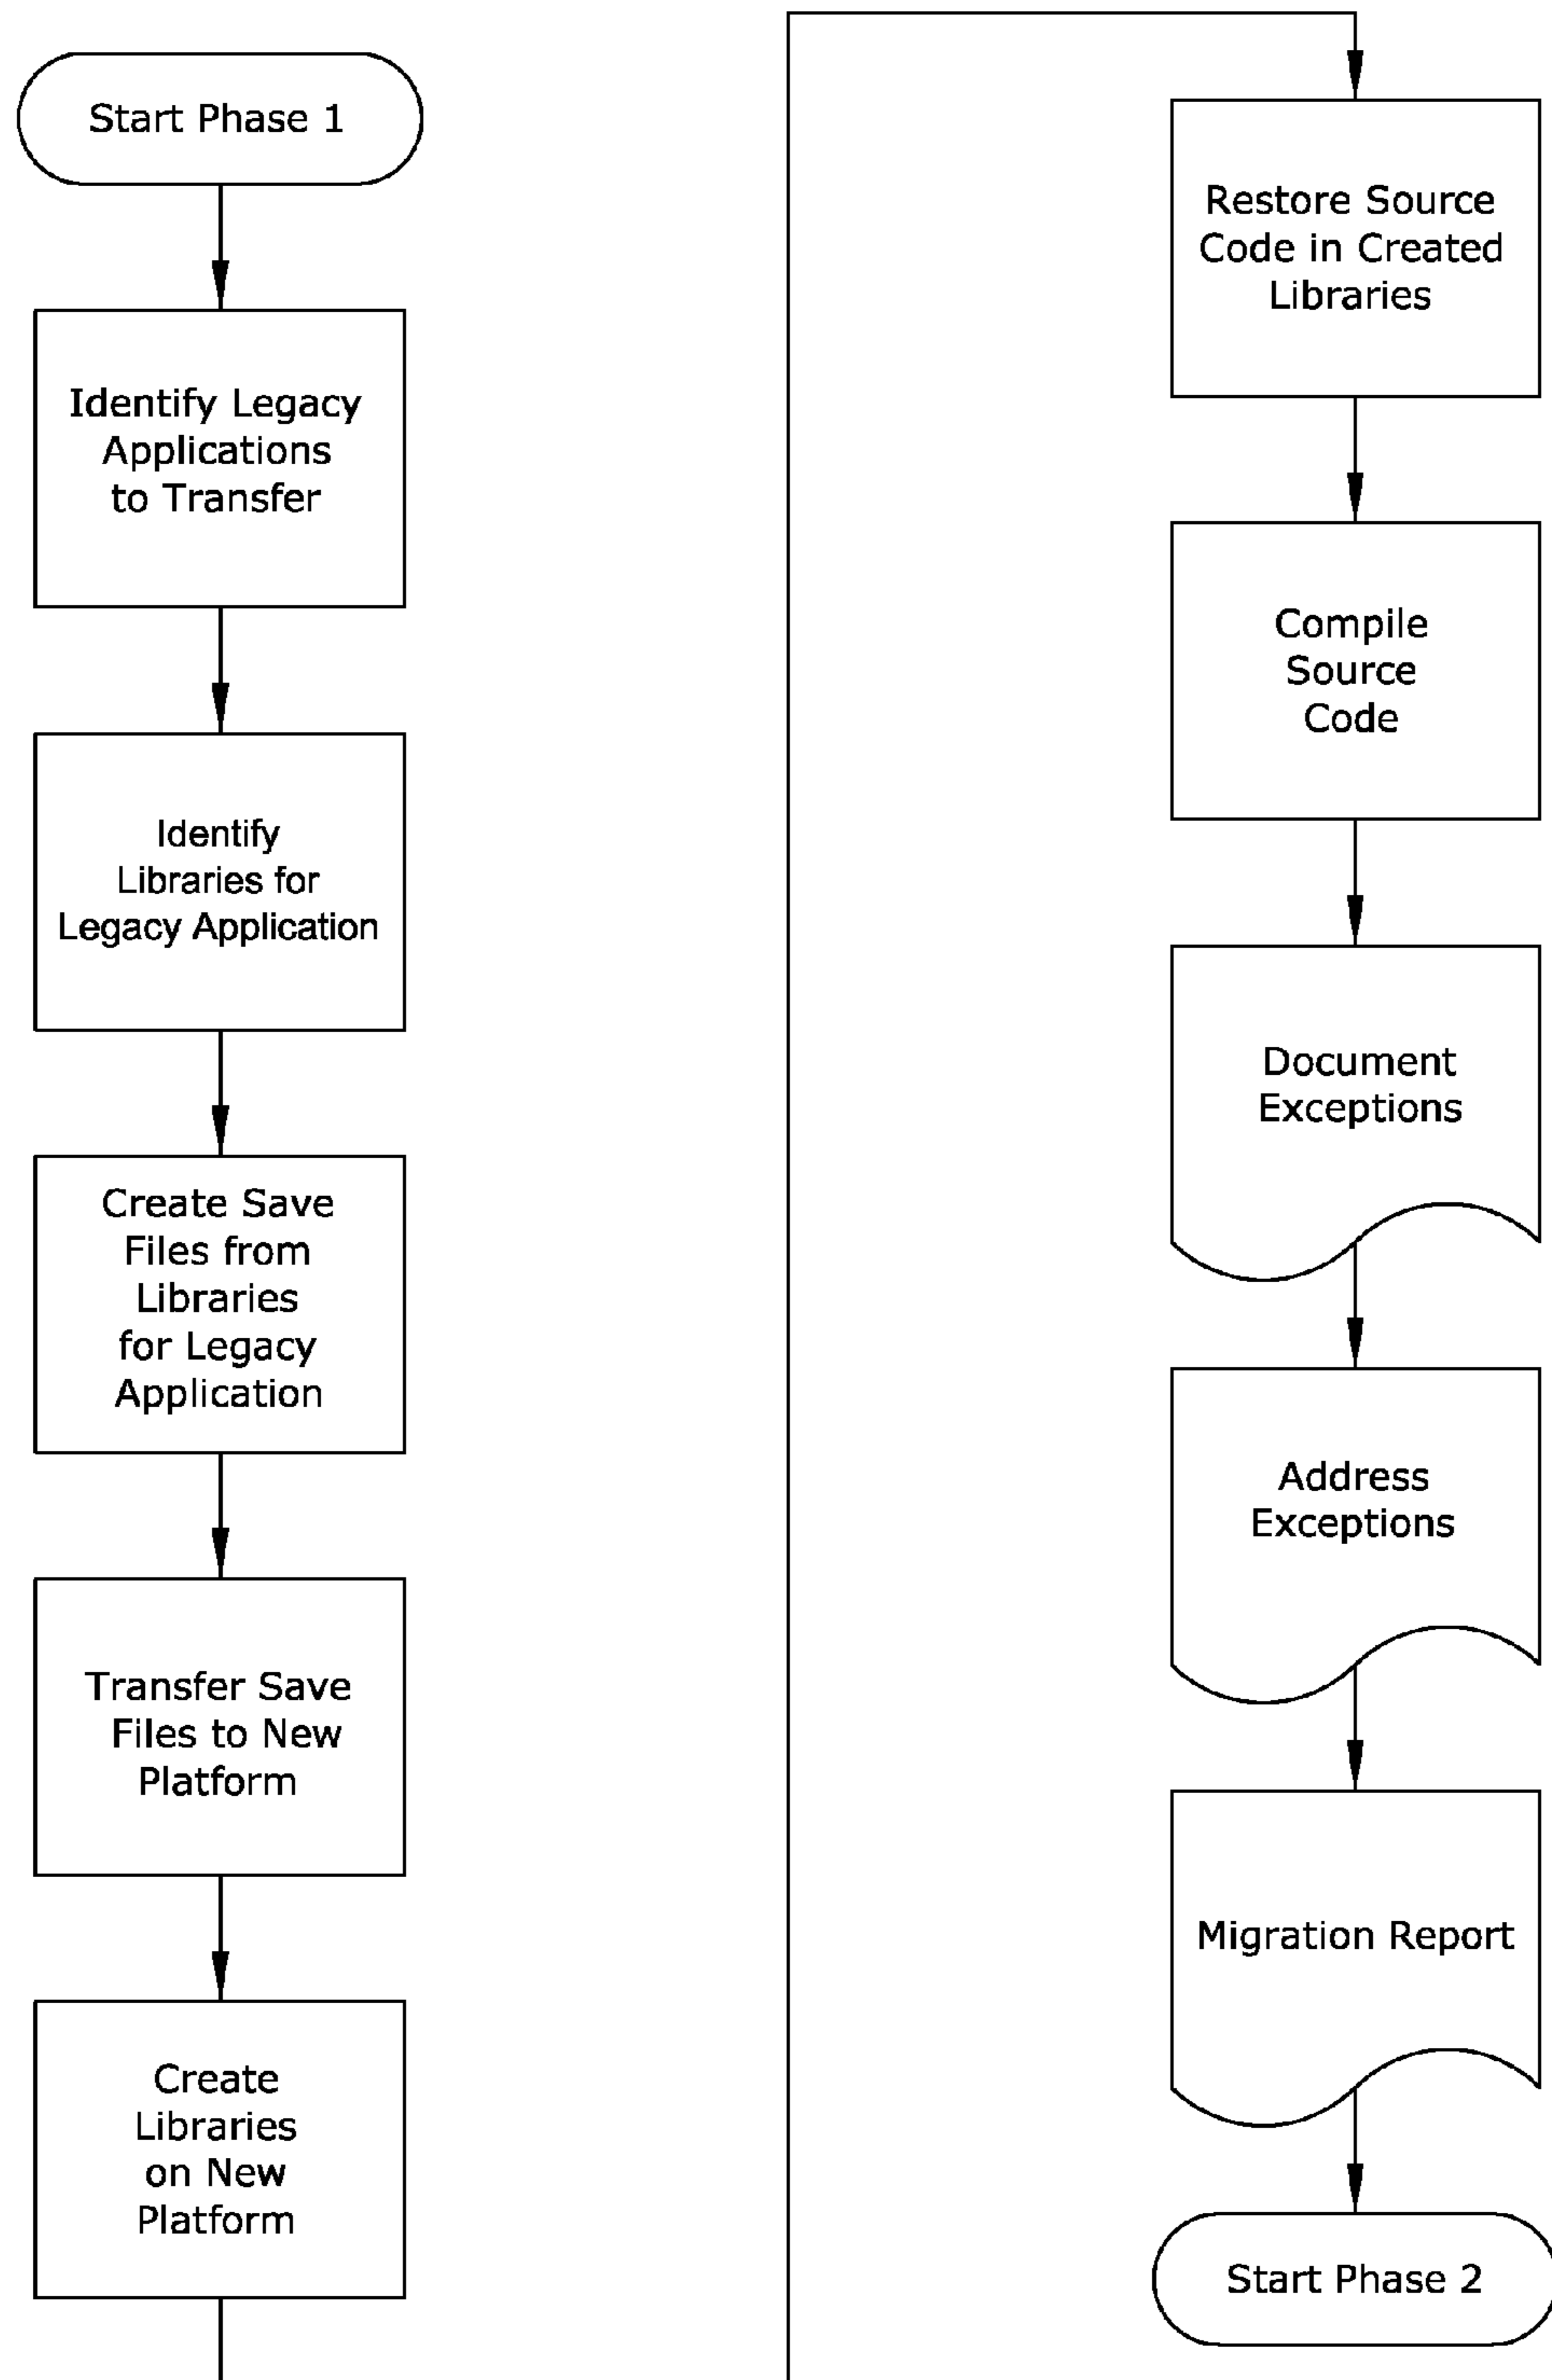 Start Phase 1
Identify Legacy
Applications
to Transfer
Identify
Libraries for
Legacy Application
Create Save
Files from
Libraries
for Legacy
Application
Transfer Save
Files to New
Platform
Create
Libraries
on New
Platform
Restore Source
Code in Created
Libraries
Compile
Source
Code
Document
Exceptions
Address
Exceptions
Migration Report
Start Phase 2